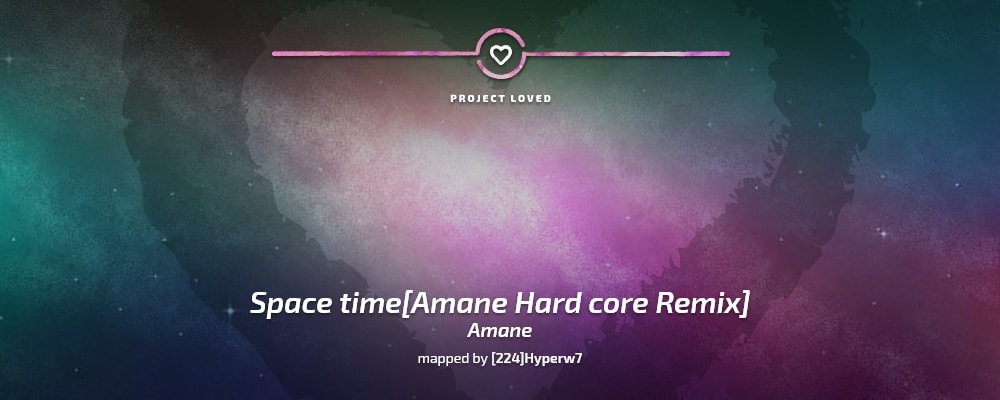 PROJECT LOVED
Space time[Amane Hard core Remix]
Amane
mapped by [224]Hyperw7